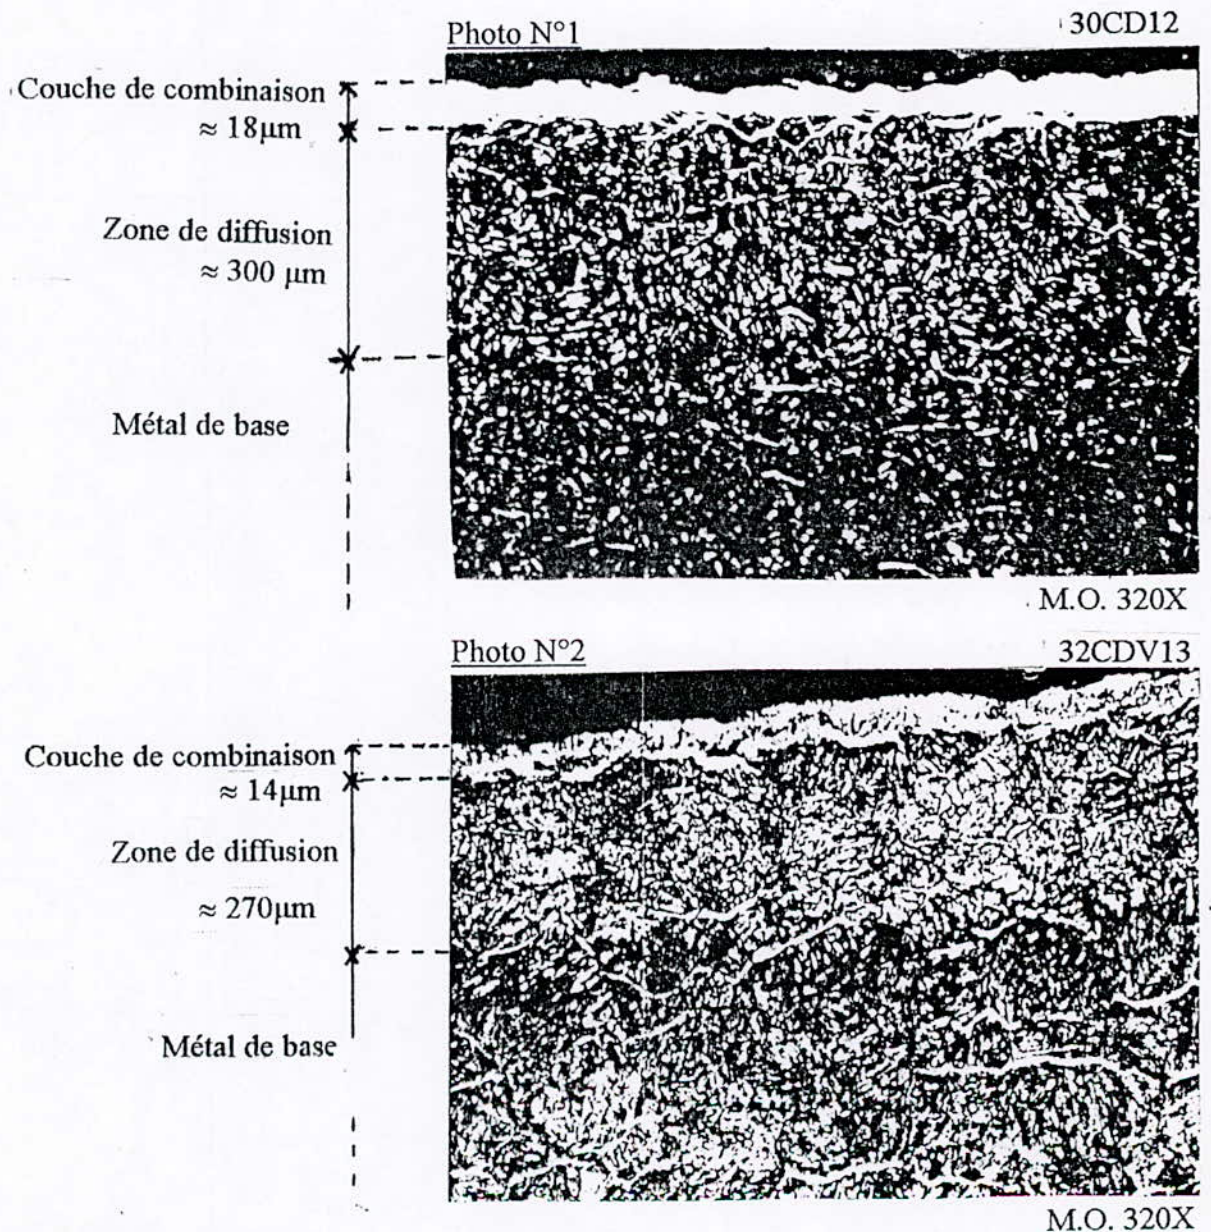 Photo N°1
30CD12
Couche de combinaison
≈ 18μm
Zone de diffusion
≈ 300 μm
Métal de base
M.O. 320X
Photo N°2
32CDV13
Couche de combinaison
≈ 14μm
Zone de diffusion
≈ 270μm
Métal de base
M.O. 320X